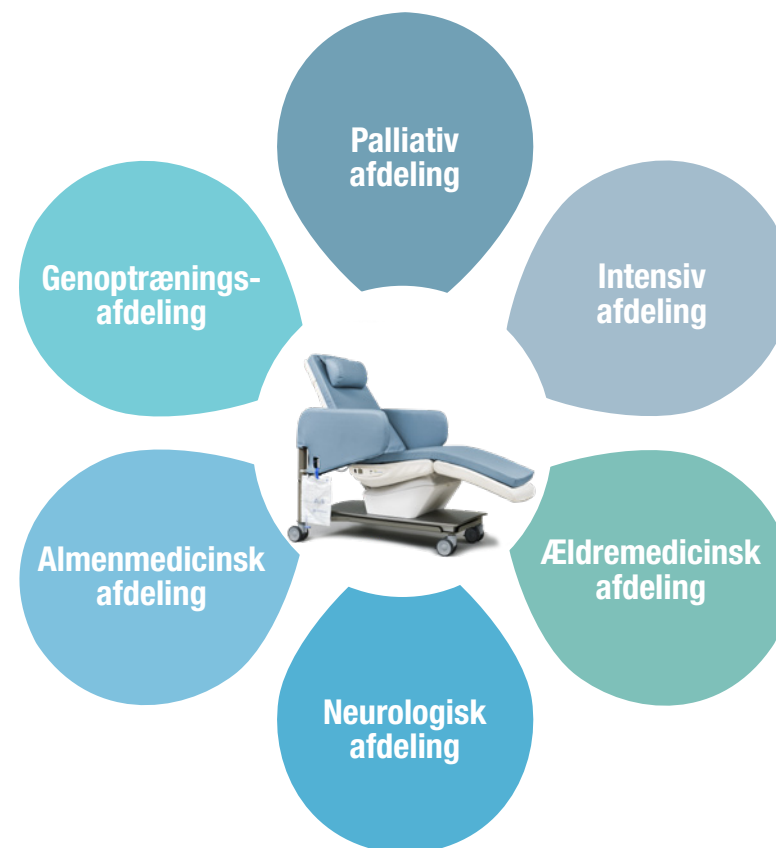 Palliativ
afdeling
Intensiv
afdeling
Genoptrænings-
afdeling
Almenmedicinsk
afdeling
Ældremedicinsk
afdeling
Neurologisk
afdeling